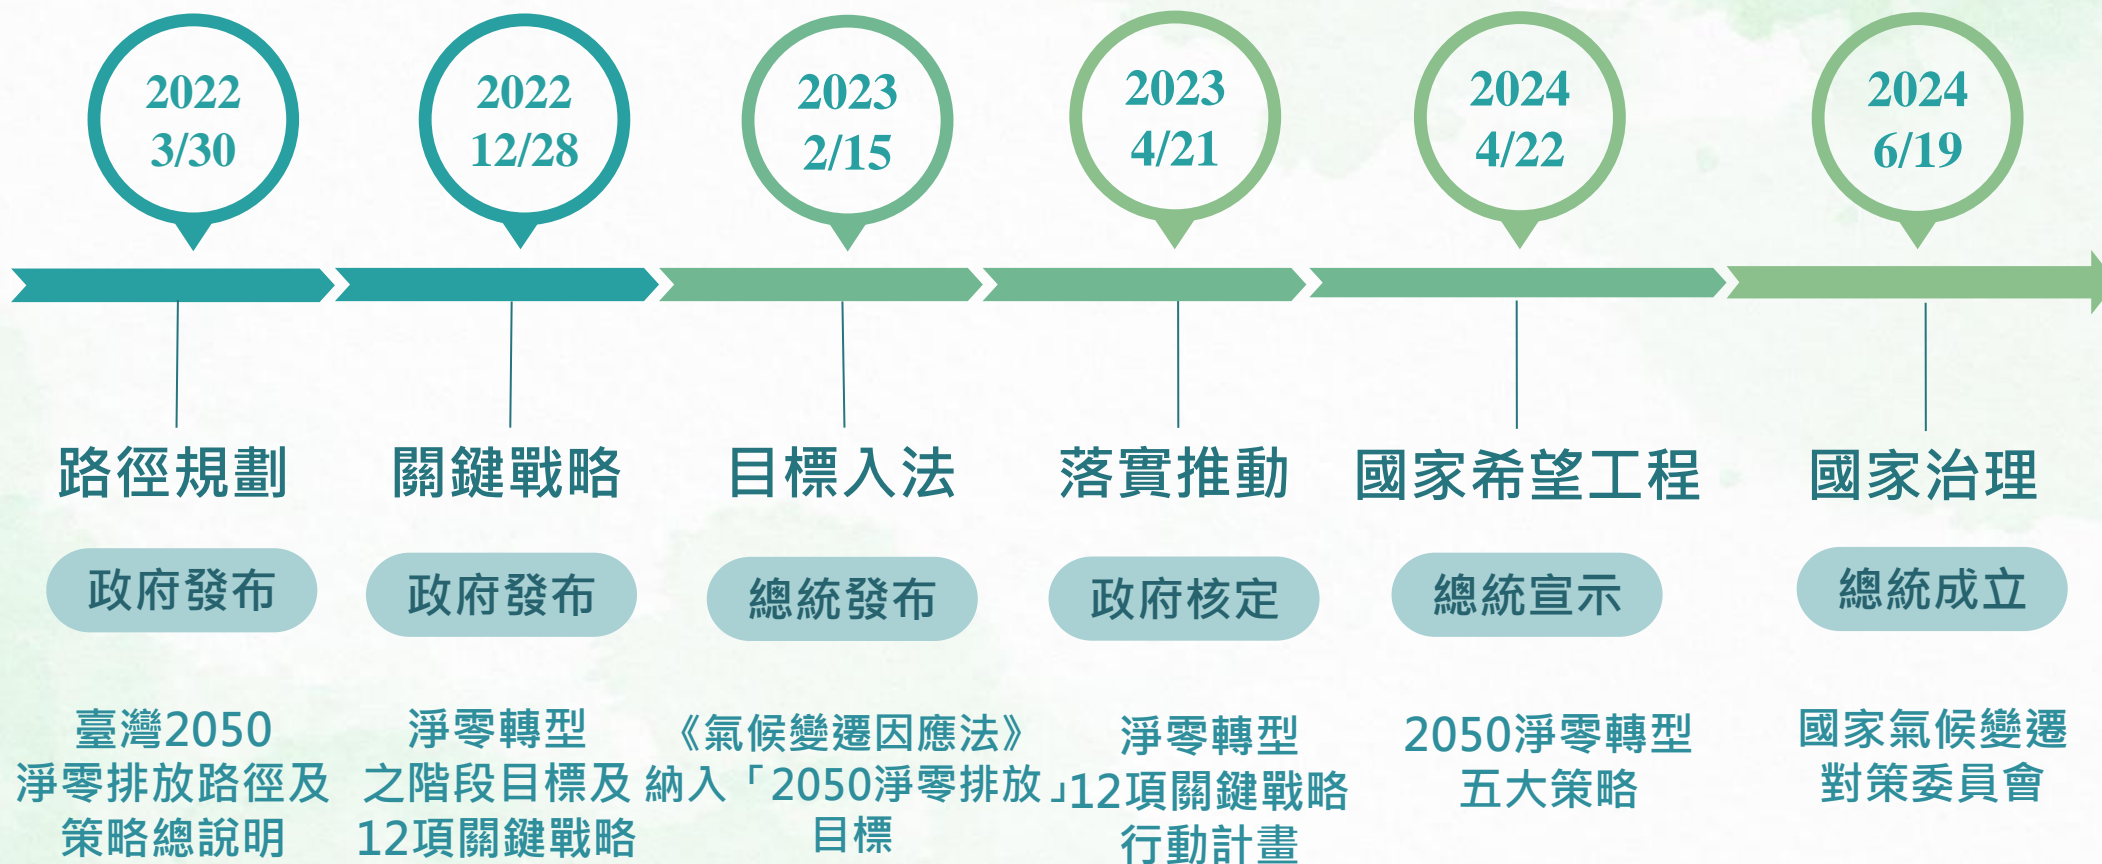 2022
3/30
2022
12/28
2023
2/15
2023
4/21
2024
4/22
2024
6/19
路徑規劃
關鍵戰略
目標入法
落實推動
國家希望工程
國家治理
政府發布
政府發布
總統發布
政府核定
總統宣示
總統成立
臺灣2050
淨零排放路徑及
策略總說明
淨零轉型
之階段目標及
12項關鍵戰略
《氣候變遷因應法》
納入「2050淨零排放」
目標
淨零轉型
12項關鍵戰略
行動計畫
2050淨零轉型
五大策略
國家氣候變遷
對策委員會